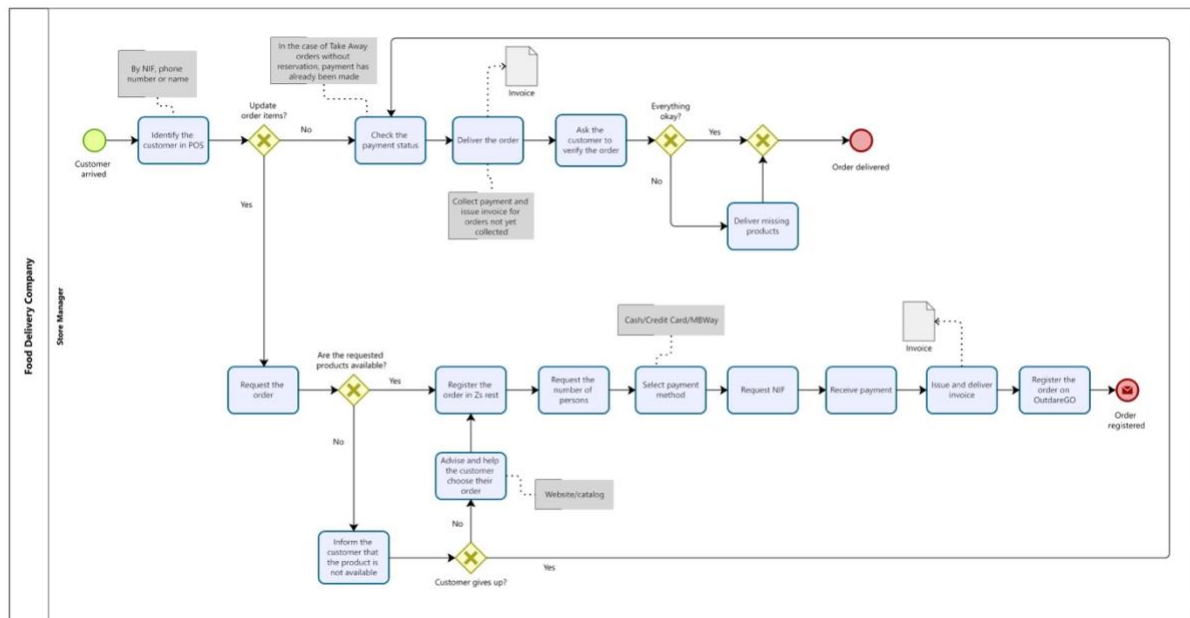 Food Delivery Company
Store Manager
Customer
arrived
By NIF, phone
number or name
Identify the
customer in POS
Update
order items?
No
Yes
In the case of Take Away
orders without
reservation, payment has
already been made
Check the
payment status
Deliver the order
Invoice
Collect payment and
issue invoice for
orders not yet
collected
Ask the
customer to
verify the order
Everything
okay?
Yes
No
Deliver missing
products
Order delivered
Request the
order
Are the requested
products available?
Yes
No
Register the
order in Zs rest
Request the
number of
persons
Cash/Credit Card/MBWay
Select payment
method
Request NIF
Receive payment
Invoice
Issue and deliver
invoice
Register the
order on
OutdareGO
Order
registered
Advise and help
the customer
choose their
order
Website/catalog
No
Inform the
customer that
the product is
not available
Customer gives up?
Yes